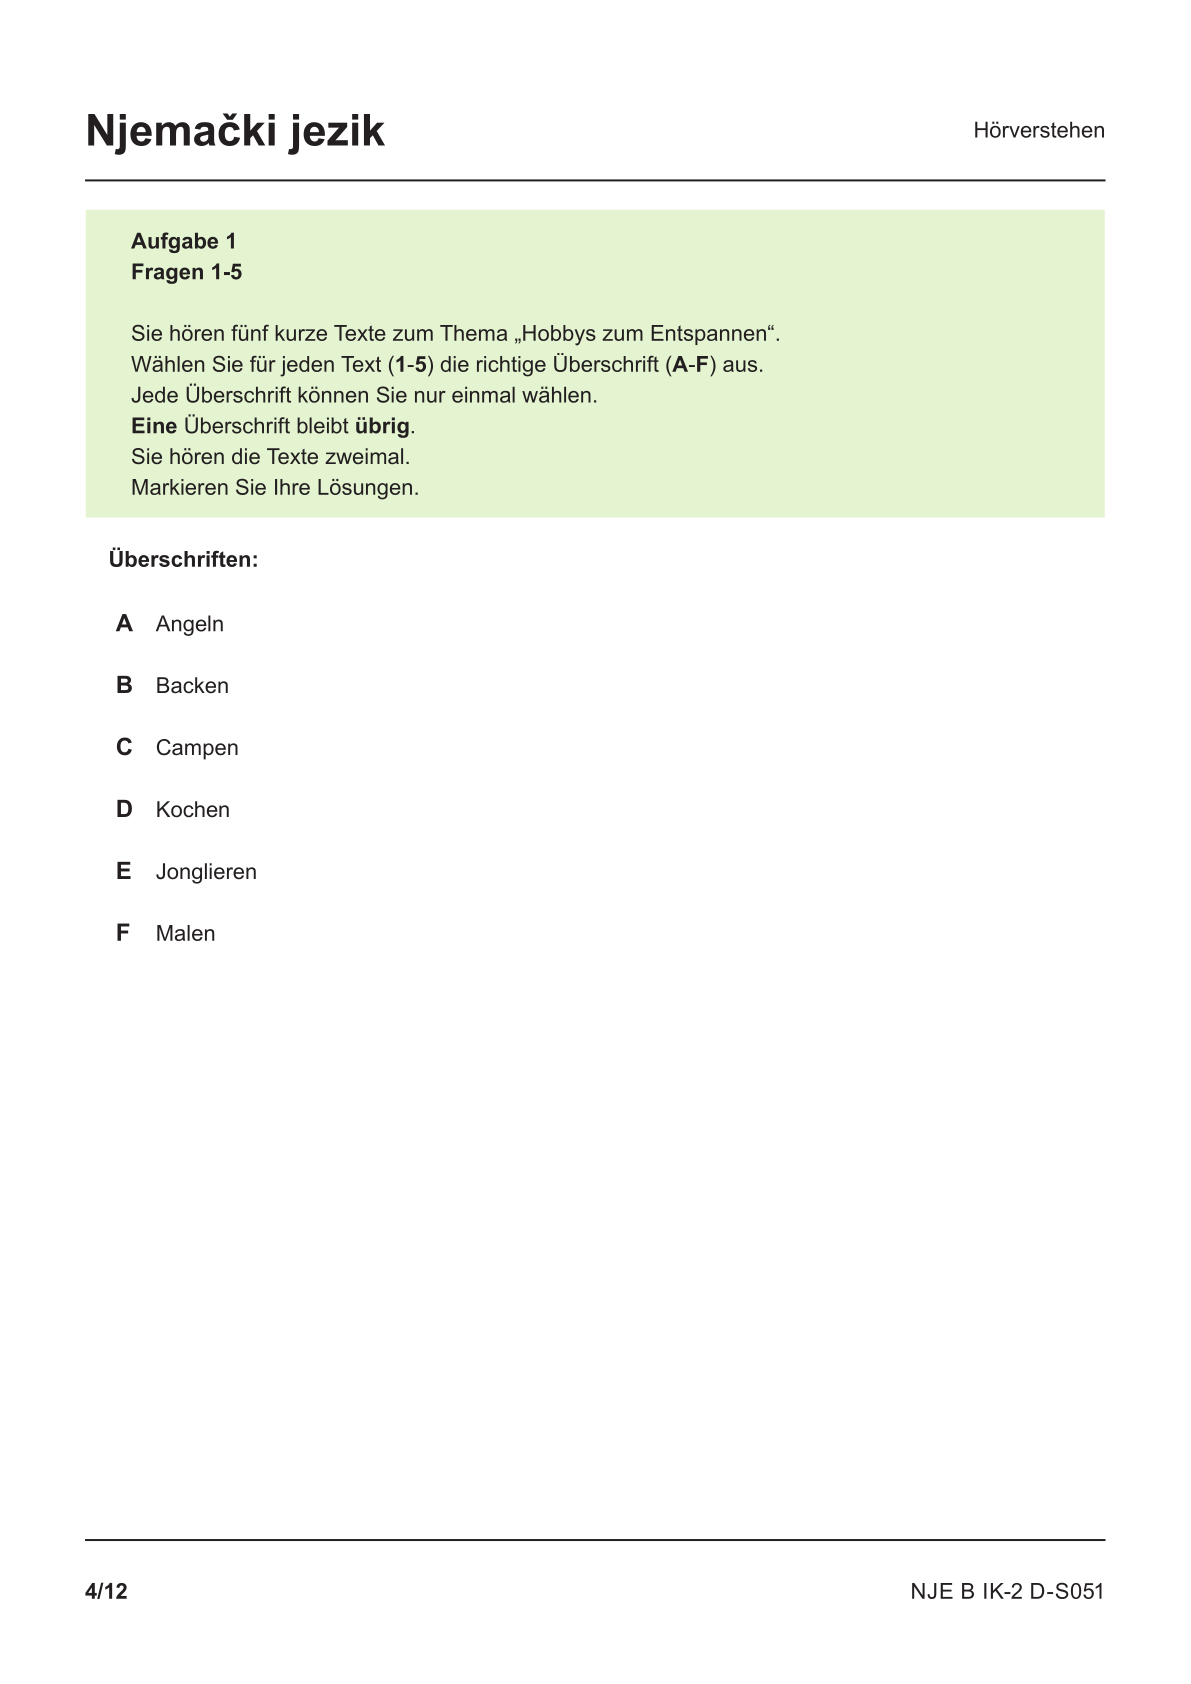 Njemački jezik
Hörverstehen
Aufgabe 1
Fragen 1-5
Sie hören fünf kurze Texte zum Thema „Hobbys zum Entspannen“.
Wählen Sie für jeden Text (1-5) die richtige Überschrift (A-F) aus.
Jede Überschrift können Sie nur einmal wählen.
Eine Überschrift bleibt übrig.
Sie hören die Texte zweimal.
Markieren Sie Ihre Lösungen.
Überschriften:
A Angeln
B Backen
C Campen
D Kochen
E Jonglieren
F Malen
4/12
NJE B IK-2 D-S051